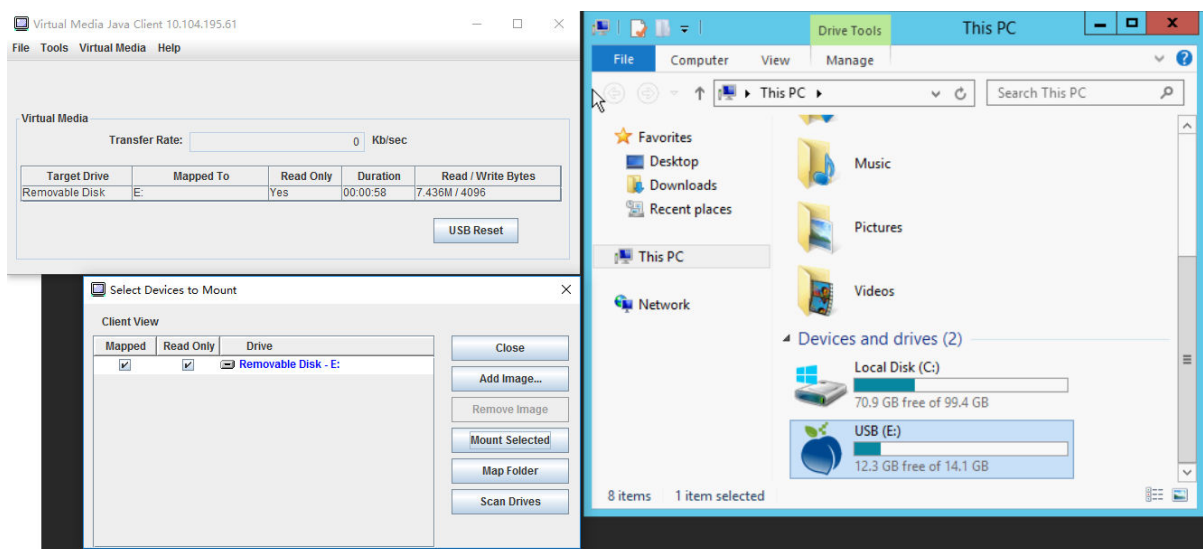 Virtual Media Java Client 10.104.195.61
File Tools Virtual Media Help
Virtual Media
Transfer Rate: 0 Kb/sec
Target Drive Mapped To Read Only Duration Read / Write Bytes
Removable Disk E: Yes 00:00:58 7.436M / 4096
USB Reset
Select Devices to Mount
Client View
Mapped Read Only Drive
Removable Disk - E:
Close
Add Image...
Remove Image
Mount Selected
Map Folder
Scan Drives
Drive Tools This PC
File Computer View Manage
This PC Search This PC
Favorites
Desktop
Downloads
Recent places
This PC
Network
Music
Pictures
Videos
Devices and drives (2)
Local Disk (C:)
70.9 GB free of 99.4 GB
USB (E:)
12.3 GB free of 14.1 GB
8 items 1 item selected